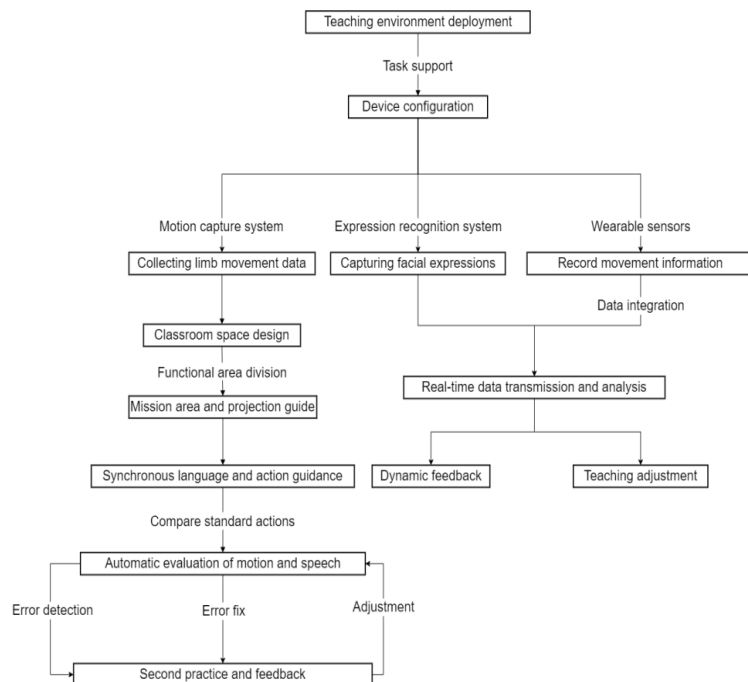 Teaching environment deployment
Task support
Device configuration
Motion capture system
Expression recognition system
Wearable sensors
Collecting limb movement data
Capturing facial expressions
Record movement information
Data integration
Classroom space design
Functional area division
Real-time data transmission and analysis
Mission area and projection guide
Synchronous language and action guidance
Dynamic feedback
Teaching adjustment
Compare standard actions
Automatic evaluation of motion and speech
Error detection
Error fix
Adjustment
Second practice and feedback